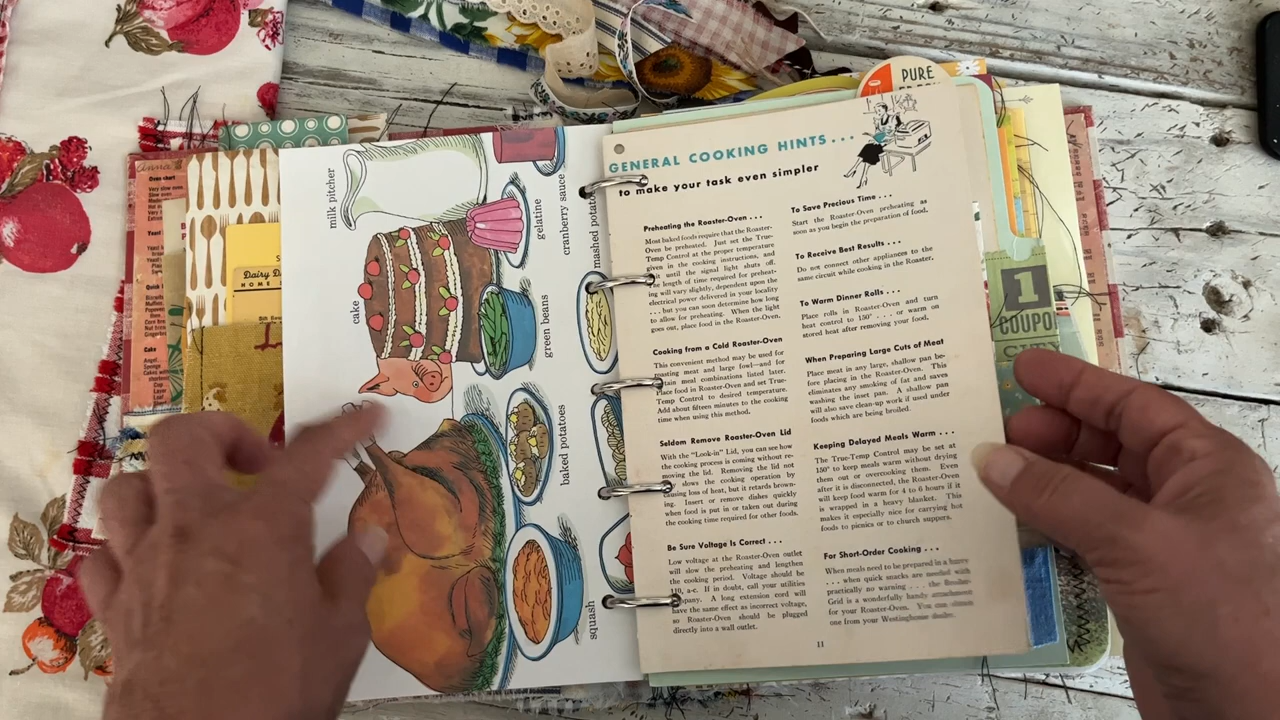 PURE
Anna's
Oven chart
Very slow oven
Slow oven
Dairy D
HOME
milk pitcher
cake
gelatine
cranberry sauce
mashed potato
green beans
baked potatoes
squash
GENERAL COOKING HINTS...
to make your task even simpler
Preheating the Roaster-Oven . . .
Most baked foods require that the Roaster-
Oven be preheated. Just set the True-
Temp Control at the proper temperature
given in the cooking instructions, and
it until the signal light shuts off.
The length of time required for preheat-
ing will vary slightly, dependent upon the
electrical power delivered in your locality
. . . but you can soon determine how long
to allow for preheating. When the light
goes out, place food in the Roaster-Oven.
Cooking from a Cold Roaster-Oven
This convenient method may be used for
roasting meat and large fowl—and for
certain meal combinations listed later.
Place food in Roaster-Oven and set True-
Temp Control to desired temperature.
Add about fifteen minutes to the cooking
time when using this method.
Seldom Remove Roaster-Oven Lid
With the "Look-in" Lid, you can see how
the cooking process is coming without re-
moving the lid. Removing the lid not
only slows the cooking operation by
causing loss of heat, but it retards brown-
ing. Insert or remove dishes quickly
when food is put in or taken out during
the cooking time required for other foods.
Be Sure Voltage Is Correct . . .
Low voltage at the Roaster-Oven outlet
will slow the preheating and lengthen
the cooking period. Voltage should be
110, a-c. If in doubt, call your utilities
company. A long extension cord will
have the same effect as incorrect voltage,
so Roaster-Oven should be plugged
directly into a wall outlet.
To Save Precious Time . . .
Start the Roaster-Oven preheating as
soon as you begin the preparation of food.
To Receive Best Results . . .
Do not connect other appliances to the
same circuit while cooking in the Roaster.
To Warm Dinner Rolls . . .
Place rolls in Roaster-Oven and turn
heat control to 150° . . . or warm on
stored heat after removing your food.
When Preparing Large Cuts of Meat
Place meat in any large, shallow pan be-
fore placing in the Roaster-Oven. This
eliminates any smoking of fat and saves
washing the inset pan. A shallow pan
will also save clean-up work if used under
foods which are being broiled.
Keeping Delayed Meals Warm . . .
The True-Temp Control may be set at
150° to keep meals warm without drying
them out or overcooking them. Even
after it is disconnected, the Roaster-Oven
will keep food warm for 4 to 6 hours if it
is wrapped in a heavy blanket. This
makes it especially nice for carrying hot
foods to picnics or to church suppers.
For Short-Order Cooking . . .
When meals need to be prepared in a hurry
. . . when quick snacks are needed with
practically no warning . . . the Broiler-
Grid is a wonderfully handy attachment
for your Roaster-Oven. You can obtain
one from your Westinghouse dealer.
11
1
COUPON